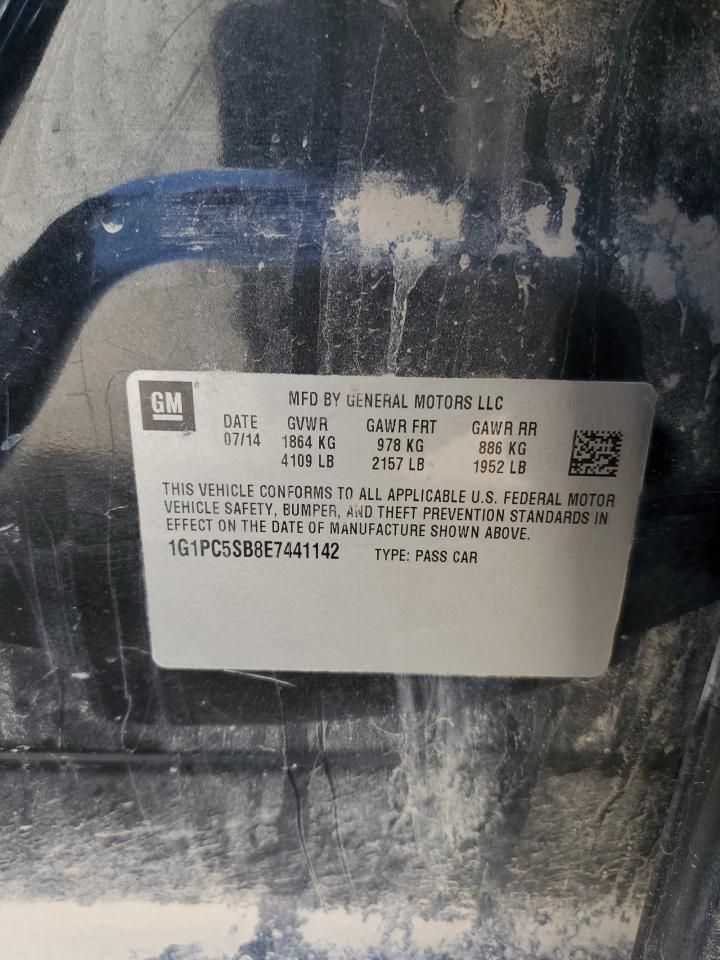 GM MFD BY GENERAL MOTORS LLC
DATE GVWR GAWR FRT GAWR RR
07/14 1864 KG 978 KG 886 KG
4109 LB 2157 LB 1952 LB
THIS VEHICLE CONFORMS TO ALL APPLICABLE U.S. FEDERAL MOTOR
VEHICLE SAFETY, BUMPER, AND THEFT PREVENTION STANDARDS IN
EFFECT ON THE DATE OF MANUFACTURE SHOWN ABOVE.
1G1PC5SB8E7441142 TYPE: PASS CAR